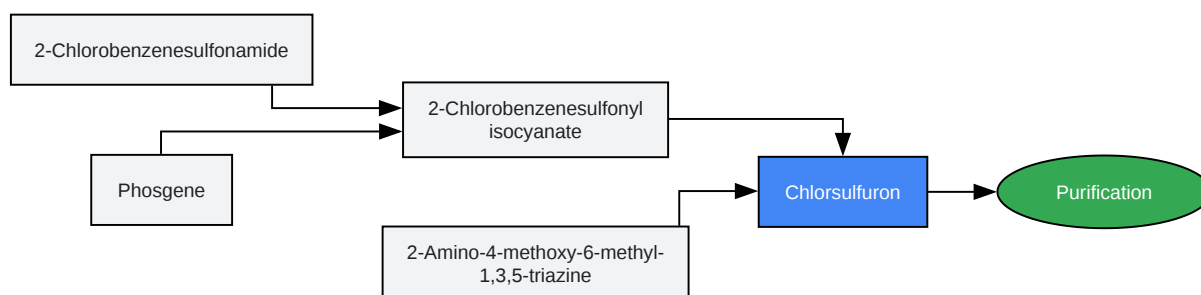 2-Chlorobenzenesulfonamide
2-Chlorobenzenesulfonyl
isocyanate
Phosgene
Chlorsulfuron
Purification
2-Amino-4-methoxy-6-methyl-
1,3,5-triazine